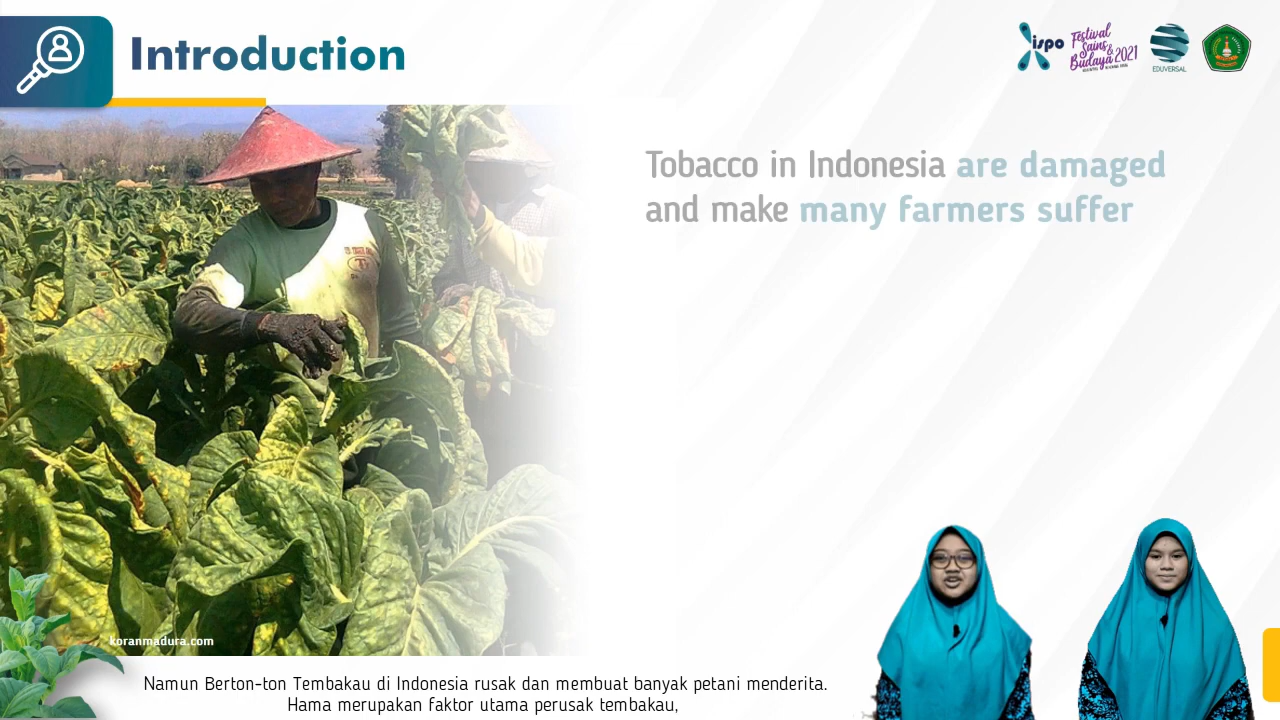 Introduction
ispo
Festival
Sains &
Budaya 2021
EDUVERSAL
Tobacco in Indonesia are damaged
and make many farmers suffer
koranmadura.com
Namun Berton-ton Tembakau di Indonesia rusak dan membuat banyak petani menderita.
Hama merupakan faktor utama perusak tembakau,